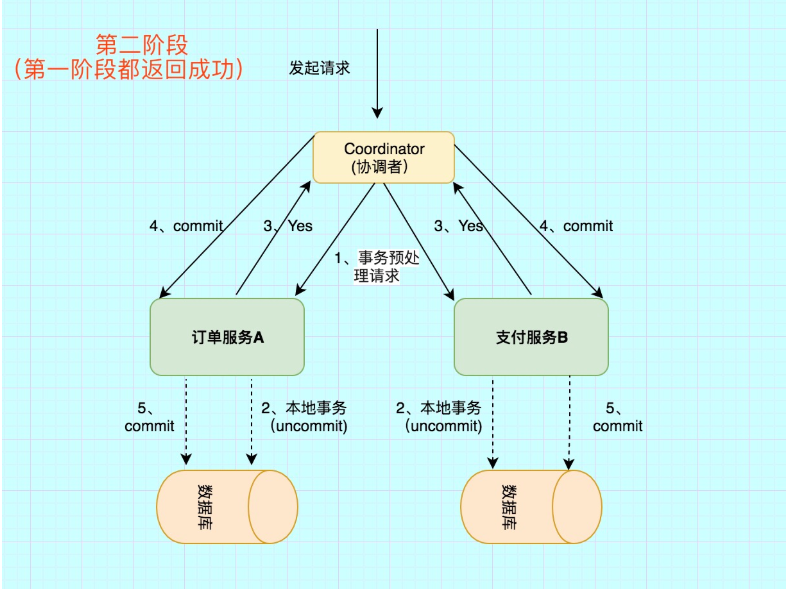 第二阶段
（第一阶段都返回成功）
发起请求
Coordinator
(协调者）
4、commit
3、Yes
3、Yes
4、commit
1、事务预处
理请求
订单服务A
支付服务B
5、
commit
2、本地事务
（uncommit)
2、本地事务
（uncommit)
5、
commit
数据库
数据库